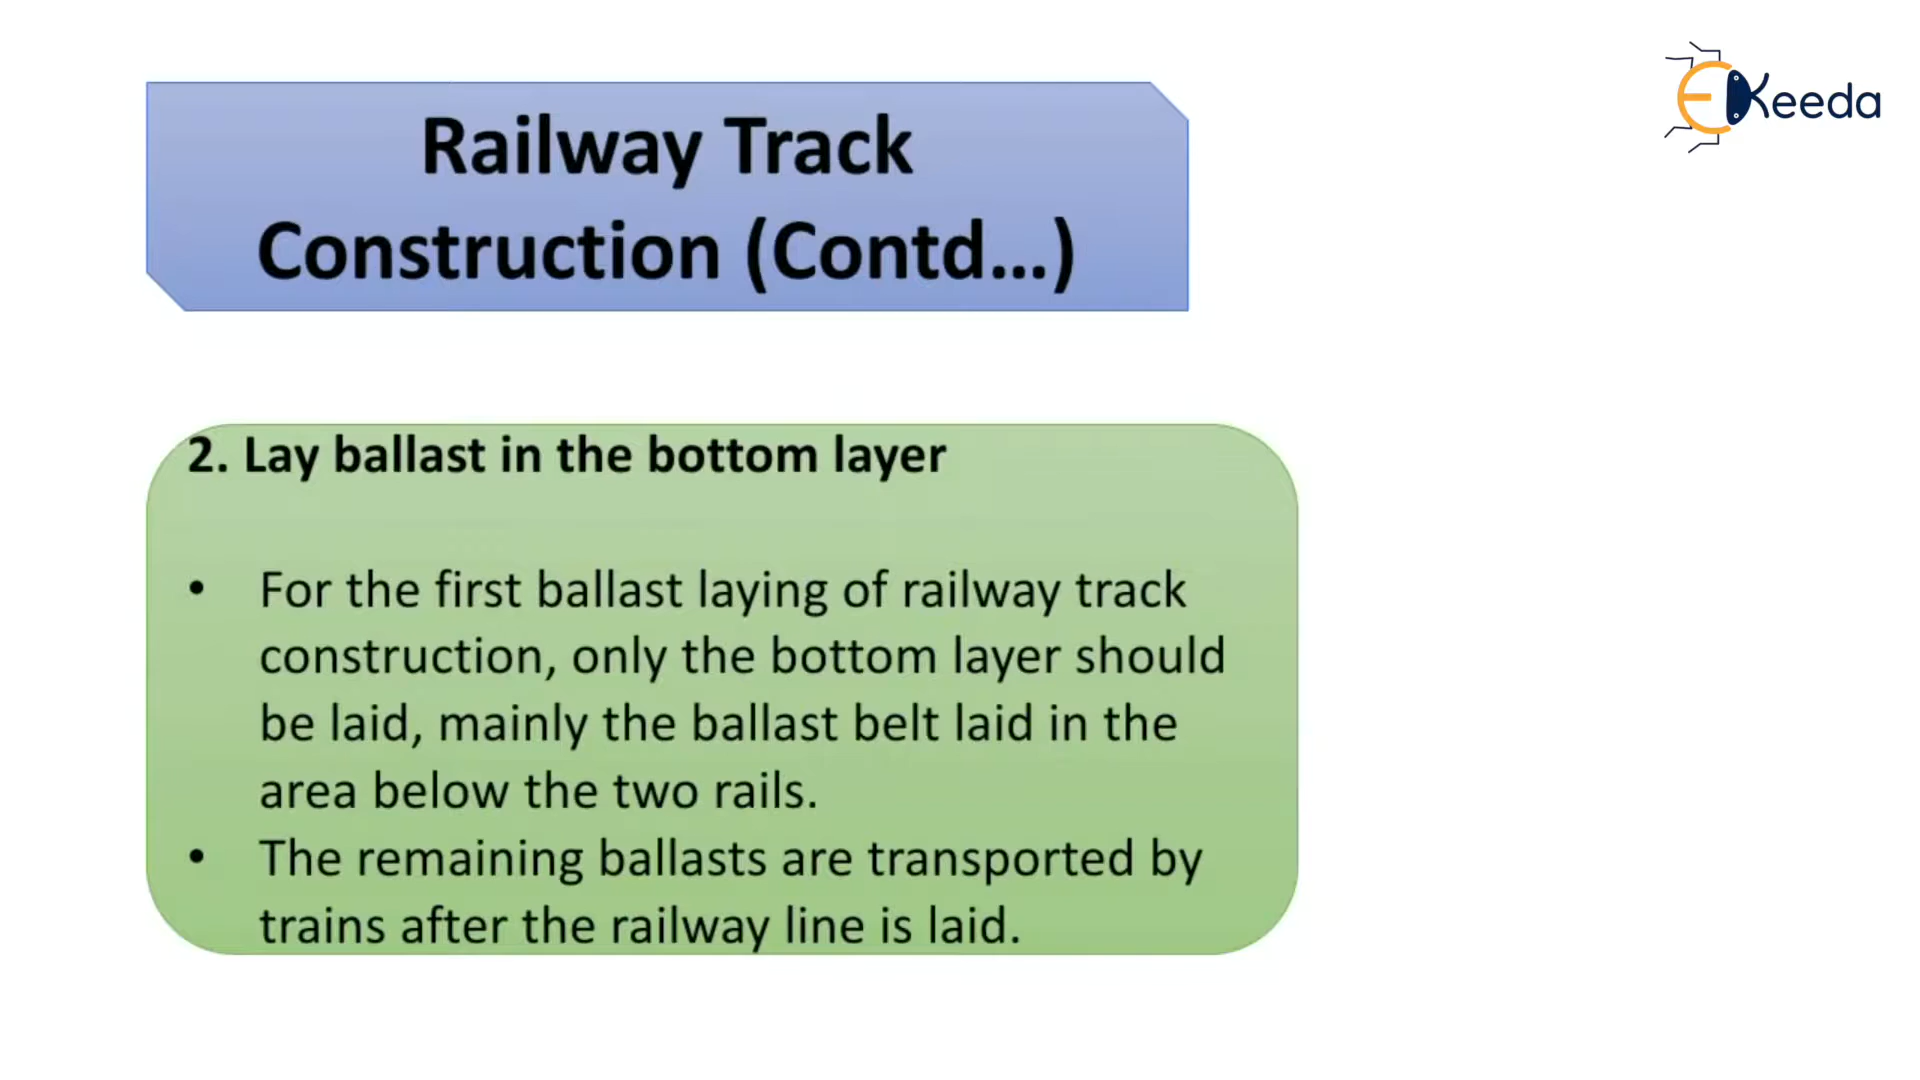 EKeeda
Railway Track
Construction (Contd...)
2. Lay ballast in the bottom layer
• For the first ballast laying of railway track
construction, only the bottom layer should
be laid, mainly the ballast belt laid in the
area below the two rails.
• The remaining ballasts are transported by
trains after the railway line is laid.